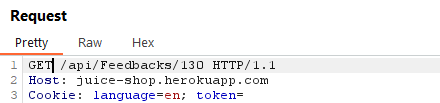 Request
Pretty Raw Hex
1 GET /api/Feedbacks/130 HTTP/1.1
2 Host: juice-shop.herokuapp.com
3 Cookie: language=en; token=